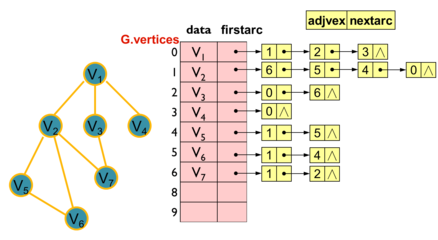 adjvex nextarc
data firstarc
G.vertices
0 V1 1 2 3 ∧
1 V2 6 5 4 0 ∧
2 V3 0 6 ∧
3 V4 0 ∧
4 V5 1 5 ∧
5 V6 1 4 ∧
6 V7 1 2 ∧
8
9
V1
V2 V3 V4
V7
V5
V6